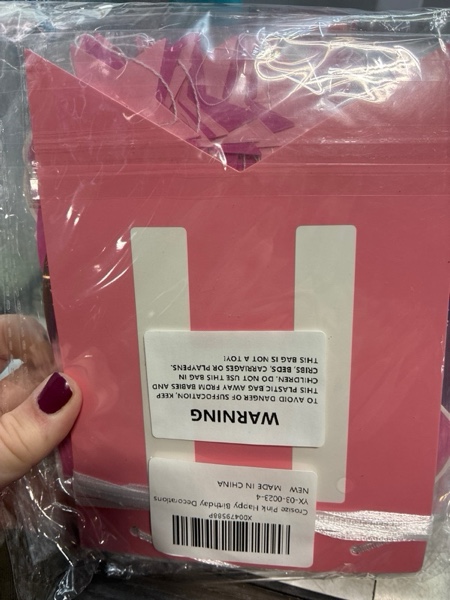 H
WARNING
TO AVOID DANGER OF SUFFOCATION, KEEP
THIS PLASTIC BAG AWAY FROM BABIES AND
CHILDREN. DO NOT USE THIS BAG IN
CRIBS, BEDS, CARRIAGES OR PLAYPENS.
THIS BAG IS NOT A TOY!
X00479S88P
Crosize Pink Happy Birthday Decorations
YX-03-0023-4
NEW MADE IN CHINA